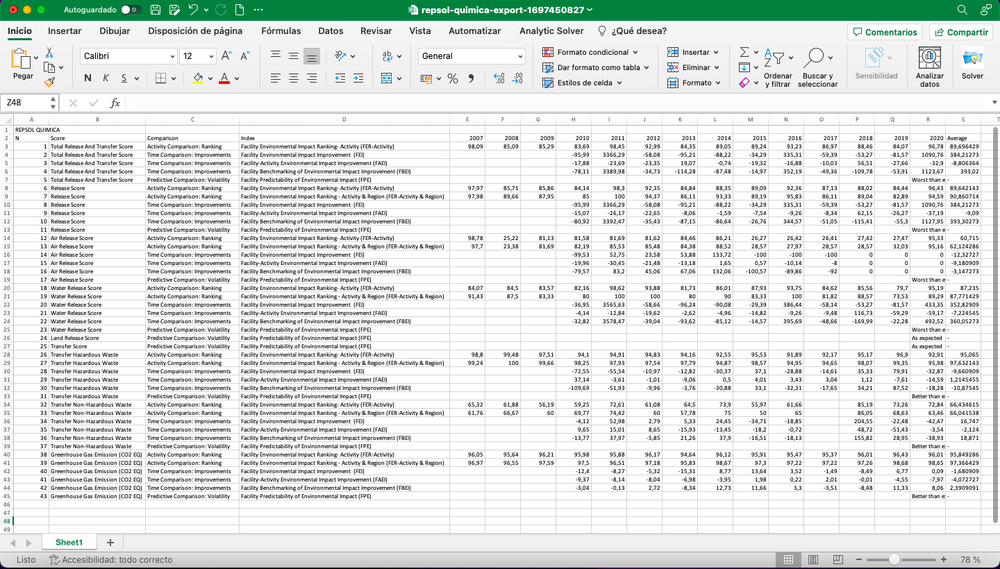 Autoguardado
repsol-quimica-export-1697450827
Inicio Insertar Dibujar Disposición de página Fórmulas Datos Revisar Vista Automatizar Analytic Solver ¿Qué desea? Comentarios Compartir
Pegar Calibri 12 General Formato condicional Dar formato como tabla Estilos de celda Insertar Eliminar Formato Ordenar y filtrar Buscar y seleccionar Sensibilidad Analizar datos Solver
N K S
Z48 fx
A B C D E F G H I J K L M N O P Q R S T
1 REPSOL QUIMICA
2 N Score Comparison Index 2007 2008 2009 2010 2011 2012 2013 2014 2015 2016 2017 2018 2019 2020 Average
3 1 Total Release And Transfer Score Activity Comparison: Ranking Facility Environmental Impact Ranking- Activity (FER-Activity) 98,09 85,09 85,29 83,69 98,45 92,99 84,35 89,05 89,24 93,23 86,97 88,46 84,07 96,78 89,696429
4 2 Total Release And Transfer Score Time Comparison: Improvements Facility Environmental Impact Improvement (FEI) -95,99 3366,29 -58,08 -95,21 -88,22 -34,29 335,31 -59,39 -53,27 -81,57 1090,76 384,21273
5 3 Total Release And Transfer Score Time Comparison: Improvements Facility-Activity Environmental Impact Improvement (FAEI) -17,88 -23,69 -23,35 19,07 -0,74 -19,32 -16,88 -10,03 56,51 -27,66 -32,9 -8,806364
6 4 Total Release And Transfer Score Time Comparison: Improvements Facility Benchmarking of Environmental Impact Improvement (FBEI) -78,11 3389,98 -34,73 -114,28 -87,48 -14,97 352,19 -49,36 -109,78 -53,91 1123,67 393,02
7 5 Total Release And Transfer Score Predictive Comparison: Volatility Facility Predictability of Environmental Impact (FPE) Worst than e -
8 6 Release Score Activity Comparison: Ranking Facility Environmental Impact Ranking- Activity (FER-Activity) 97,97 85,71 85,86 84,14 98,3 92,35 84,84 88,35 89,09 92,36 87,13 88,02 84,44 96,43 89,642143
9 7 Release Score Activity Comparison: Ranking Facility Environmental Impact Ranking - Activity & Region (FER-Activity & Region) 97,98 89,66 87,95 85 100 94,37 86,11 93,33 89,19 95,83 86,11 89,04 82,89 94,59 90,860714
10 8 Release Score Time Comparison: Improvements Facility Environmental Impact Improvement (FEI) -95,99 3366,29 -58,08 -95,21 -88,22 -34,29 335,31 -59,39 -53,27 -81,57 1090,76 384,21273
11 9 Release Score Time Comparison: Improvements Facility-Activity Environmental Impact Improvement (FAEI) -15,07 -26,17 -22,65 -8,06 -1,59 -7,54 -9,26 -8,34 62,15 -26,27 -37,19 -9,09
12 10 Release Score Time Comparison: Improvements Facility Benchmarking of Environmental Impact Improvement (FBEI) -80,92 3392,47 -35,43 -87,15 -86,64 -26,76 344,57 -51,05 -115,41 -55,3 1127,95 393,30273
13 11 Release Score Predictive Comparison: Volatility Facility Predictability of Environmental Impact (FPE) Worst than e -
14 12 Air Release Score Activity Comparison: Ranking Facility Environmental Impact Ranking- Activity (FER-Activity) 98,78 25,22 81,13 81,58 81,69 81,62 84,46 86,21 26,27 26,42 26,41 27,42 27,47 95,33 60,715
15 13 Air Release Score Activity Comparison: Ranking Facility Environmental Impact Ranking - Activity & Region (FER-Activity & Region) 97,7 23,38 81,69 82,19 85,53 85,48 84,38 88,52 28,57 27,97 28,57 28,57 32,03 95,16 62,124286
16 14 Air Release Score Time Comparison: Improvements Facility Environmental Impact Improvement (FEI) -99,53 52,75 23,58 53,88 133,72 -100 -100 -100 0 0 0 -12,32727
17 15 Air Release Score Time Comparison: Improvements Facility-Activity Environmental Impact Improvement (FAEI) -19,96 -30,45 -21,48 -13,18 1,65 0,57 -10,14 -8 0 0 0 -9,180909
18 16 Air Release Score Time Comparison: Improvements Facility Benchmarking of Environmental Impact Improvement (FBEI) -79,57 83,2 45,06 67,06 132,06 -100,57 -89,86 -92 0 0 0 -3,147273
19 17 Air Release Score Predictive Comparison: Volatility Facility Predictability of Environmental Impact (FPE) Worst than e -
20 18 Water Release Score Activity Comparison: Ranking Facility Environmental Impact Ranking- Activity (FER-Activity) 84,07 84,5 83,57 82,16 98,62 93,88 81,73 86,01 87,93 93,75 84,62 85,56 79,7 95,19 87,235
21 19 Water Release Score Activity Comparison: Ranking Facility Environmental Impact Ranking - Activity & Region (FER-Activity & Region) 91,43 87,5 83,33 80 100 100 80 90 83,33 100 81,82 88,57 73,53 89,29 87,771429
22 20 Water Release Score Time Comparison: Improvements Facility Environmental Impact Improvement (FEI) -36,95 3565,63 -58,66 -96,24 -90,08 -29,39 386,44 -58,14 -53,27 -81,57 433,35 352,82909
23 21 Water Release Score Time Comparison: Improvements Facility-Activity Environmental Impact Improvement (FAEI) -4,14 -12,84 -19,62 -2,62 -4,96 -14,82 -9,26 -9,48 116,73 -59,29 -59,17 -7,224545
24 22 Water Release Score Time Comparison: Improvements Facility Benchmarking of Environmental Impact Improvement (FBEI) -32,82 3578,47 -39,04 -93,62 -85,12 -14,57 395,69 -48,66 -169,99 -22,28 492,52 360,05273
25 23 Water Release Score Predictive Comparison: Volatility Facility Predictability of Environmental Impact (FPE) Worst than e -
26 24 Land Release Score Predictive Comparison: Volatility Facility Predictability of Environmental Impact (FPE) As expected -
27 25 Transfer Score Predictive Comparison: Volatility Facility Predictability of Environmental Impact (FPE) As expected -
28 26 Transfer Hazardous Waste Activity Comparison: Ranking Facility Environmental Impact Ranking- Activity (FER-Activity) 98,8 99,48 97,51 94,1 94,91 94,83 94,16 92,55 95,53 91,89 92,17 95,17 96,9 92,91 95,065
29 27 Transfer Hazardous Waste Activity Comparison: Ranking Facility Environmental Impact Ranking - Activity & Region (FER-Activity & Region) 99,24 100 99,66 98,25 97,93 97,54 97,79 94,87 98,57 94,95 94,65 98,07 99,35 95,98 97,632143
30 28 Transfer Hazardous Waste Time Comparison: Improvements Facility Environmental Impact Improvement (FEI) -72,55 -55,54 -10,97 -12,82 -30,37 37,1 -28,88 -14,61 35,33 79,91 -32,87 -9,660909
31 29 Transfer Hazardous Waste Time Comparison: Improvements Facility-Activity Environmental Impact Improvement (FAEI) 37,14 -3,61 -1,01 -9,06 0,5 4,01 3,43 3,04 1,12 -7,61 -14,59 1,2145455
32 30 Transfer Hazardous Waste Time Comparison: Improvements Facility Benchmarking of Environmental Impact Improvement (FBEI) -109,69 -51,93 -9,96 -3,76 -30,88 33,1 -32,31 -17,65 34,21 87,52 -18,28 -10,87545
33 31 Transfer Hazardous Waste Predictive Comparison: Volatility Facility Predictability of Environmental Impact (FPE) Better than e -
34 32 Transfer Non-Hazardous Waste Activity Comparison: Ranking Facility Environmental Impact Ranking- Activity (FER-Activity) 65,32 61,88 56,19 59,25 72,61 61,08 64,5 73,9 55,97 61,66 85,19 73,26 72,84 66,434615
35 33 Transfer Non-Hazardous Waste Activity Comparison: Ranking Facility Environmental Impact Ranking - Activity & Region (FER-Activity & Region) 61,76 66,67 60 69,77 74,42 60 57,78 75 50 65 86,05 68,63 63,46 66,041538
36 34 Transfer Non-Hazardous Waste Time Comparison: Improvements Facility Environmental Impact Improvement (FEI) -4,12 52,98 2,79 5,33 24,45 -34,71 -18,85 204,55 -22,48 -42,47 16,747
37 35 Transfer Non-Hazardous Waste Time Comparison: Improvements Facility-Activity Environmental Impact Improvement (FAEI) 9,65 15,01 8,65 -15,93 -13,45 -18,2 -0,72 48,72 -51,43 -3,54 -2,124
38 36 Transfer Non-Hazardous Waste Time Comparison: Improvements Facility Benchmarking of Environmental Impact Improvement (FBEI) -13,77 37,97 -5,85 21,26 37,9 -16,51 -18,13 155,82 28,95 -38,93 18,871
39 37 Transfer Non-Hazardous Waste Predictive Comparison: Volatility Facility Predictability of Environmental Impact (FPE) Better than e -
40 38 Greenhouse Gas Emission (CO2 EQ) Activity Comparison: Ranking Facility Environmental Impact Ranking- Activity (FER-Activity) 96,05 95,64 96,21 95,98 95,88 96,17 94,64 96,12 95,91 95,47 95,37 96,01 96,43 96,01 95,849286
41 39 Greenhouse Gas Emission (CO2 EQ) Activity Comparison: Ranking Facility Environmental Impact Ranking - Activity & Region (FER-Activity & Region) 96,97 96,55 97,59 97,5 96,51 97,18 95,83 98,67 97,3 97,22 97,22 97,26 98,68 98,65 97,366429
42 40 Greenhouse Gas Emission (CO2 EQ) Time Comparison: Improvements Facility Environmental Impact Improvement (FEI) -12,4 -8,27 -5,32 -15,31 8,77 13,64 3,52 -1,49 -8,49 6,77 0,09 -1,680909
43 41 Greenhouse Gas Emission (CO2 EQ) Time Comparison: Improvements Facility-Activity Environmental Impact Improvement (FAEI) -9,37 -8,14 -8,04 -6,98 -3,95 1,98 0,22 2,01 -0,01 -4,55 -7,97 -4,072727
44 42 Greenhouse Gas Emission (CO2 EQ) Time Comparison: Improvements Facility Benchmarking of Environmental Impact Improvement (FBEI) -3,04 -0,13 2,72 -8,34 12,73 11,66 3,3 -3,51 -8,48 11,33 8,06 2,3909091
45 43 Greenhouse Gas Emission (CO2 EQ) Predictive Comparison: Volatility Facility Predictability of Environmental Impact (FPE) Better than e -
46
47
48
49
Sheet1
Listo Accesibilidad: todo correcto 78 %